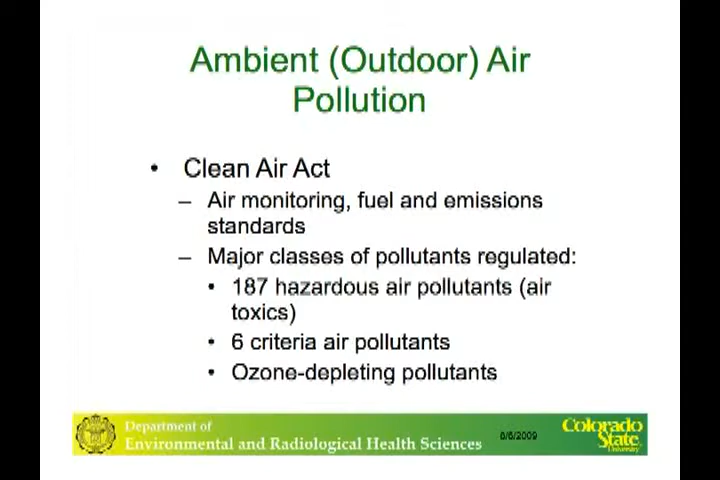 Ambient (Outdoor) Air
Pollution
• Clean Air Act
– Air monitoring, fuel and emissions
standards
– Major classes of pollutants regulated:
• 187 hazardous air pollutants (air
toxics)
• 6 criteria air pollutants
• Ozone-depleting pollutants
Department of
Environmental and Radiological Health Sciences
8/6/2009
Colorado
State
University